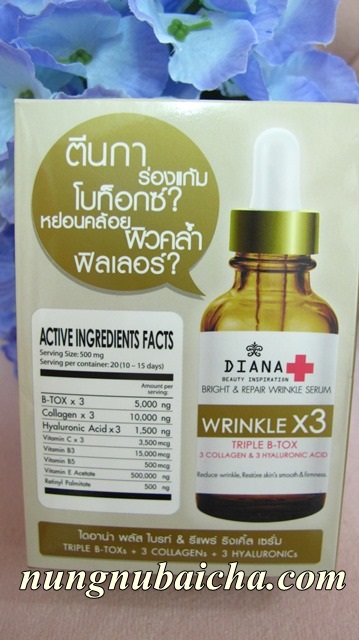 ตีนกา
ร่องแก้ม
โบท็อกซ์?
หย่อนคล้อย
ผิวคล้ำ
ฟิลเลอร์?
ACTIVE INGREDIENTS FACTS
Serving Size: 500 mg
Serving per container: 20 (10 – 15 days)
Amount per serving:
B-TOX x 3 5,000 ng
Collagen x 3 10,000 ng
Hyaluronic Acid x 3 1,500 ng
Vitamin C x 3 3,500 mcg
Vitamin B3 15,000 mcg
Vitamin B5 500 mcg
Vitamin E Acetate 500,000 ng
Retinyl Palmitate 500 ng
DIANA
BEAUTY INSPIRATION
BRIGHT & REPAIR WRINKLE SERUM
WRINKLE X3
TRIPLE B-TOX
3 COLLAGEN & 3 HYALURONIC ACID
Reduce wrinkle, Restore skin's smooth & firmness.
ไดอาน่า พลัส ไบรท์ & รีแพร์ ริงเคิ้ล เซรั่ม
TRIPLE B-TOXs + 3 COLLAGENs + 3 HYALURONICs
nungnubaicha.com